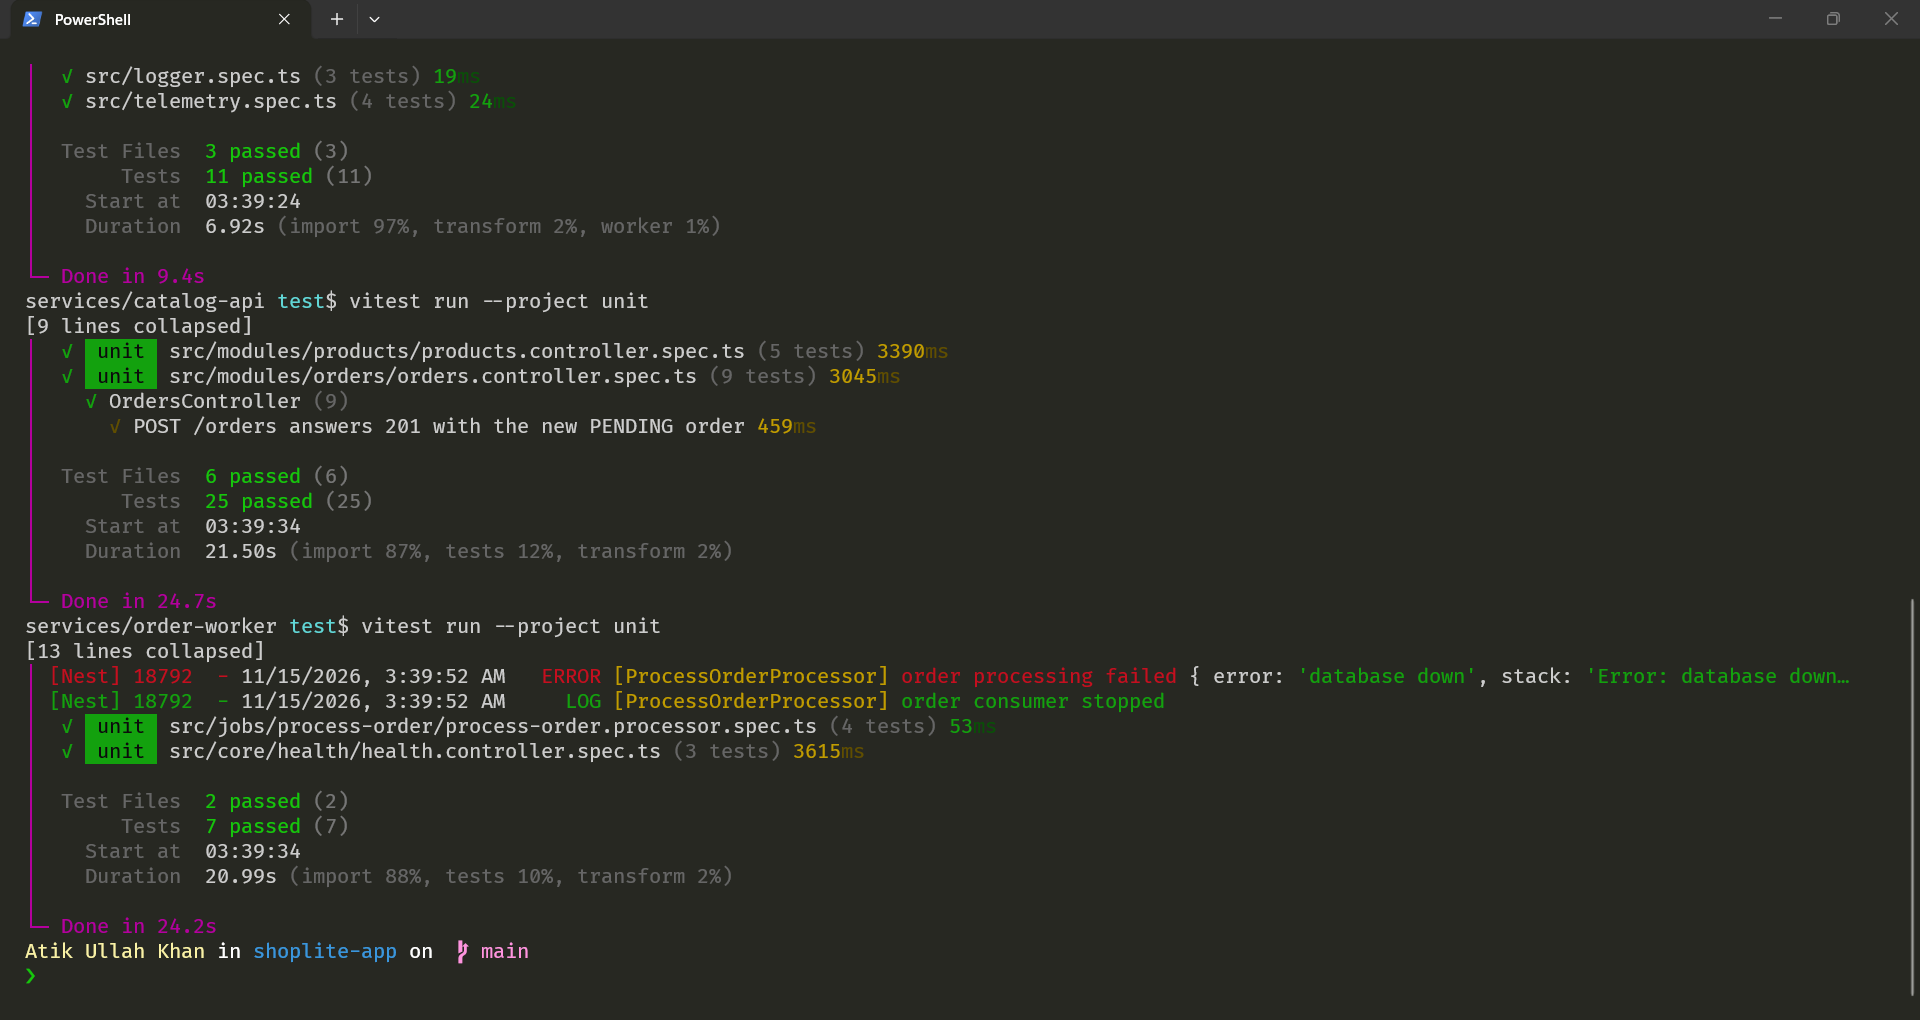 PowerShell
√ src/logger.spec.ts (3 tests) 19ms
√ src/telemetry.spec.ts (4 tests) 24ms
Test Files  3 passed (3)
Tests  11 passed (11)
Start at  03:39:24
Duration  6.92s (import 97%, transform 2%, worker 1%)
Done in 9.4s
services/catalog-api test$ vitest run --project unit
[9 lines collapsed]
√ unit src/modules/products/products.controller.spec.ts (5 tests) 3390ms
√ unit src/modules/orders/orders.controller.spec.ts (9 tests) 3045ms
√ OrdersController (9)
√ POST /orders answers 201 with the new PENDING order 459ms
Test Files  6 passed (6)
Tests  25 passed (25)
Start at  03:39:34
Duration  21.50s (import 87%, tests 12%, transform 2%)
Done in 24.7s
services/order-worker test$ vitest run --project unit
[13 lines collapsed]
[Nest] 18792  - 11/15/2026, 3:39:52 AM   ERROR [ProcessOrderProcessor] order processing failed { error: 'database down', stack: 'Error: database down…
[Nest] 18792  - 11/15/2026, 3:39:52 AM     LOG [ProcessOrderProcessor] order consumer stopped
√ unit src/jobs/process-order/process-order.processor.spec.ts (4 tests) 53ms
√ unit src/core/health/health.controller.spec.ts (3 tests) 3615ms
Test Files  2 passed (2)
Tests  7 passed (7)
Start at  03:39:34
Duration  20.99s (import 88%, tests 10%, transform 2%)
Done in 24.2s
Atik Ullah Khan in shoplite-app on main
❯